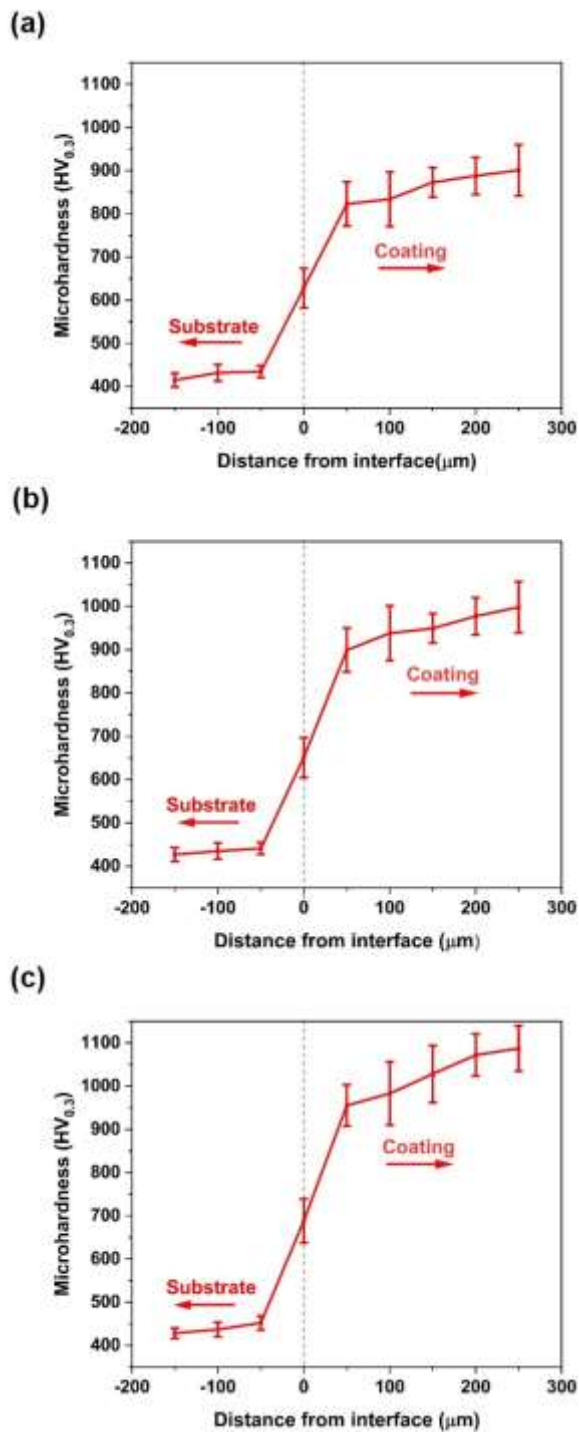 (a)
1100
1000
900
800
700
600
500
400
Microhardness (HV0.3)
Coating
Substrate
-200 -100 0 100 200 300
Distance from interface(μm)
(b)
1100
1000
900
800
700
600
500
400
Microhardness (HV0.3)
Coating
Substrate
-200 -100 0 100 200 300
Distance from interface (μm)
(c)
1100
1000
900
800
700
600
500
400
Microhardness (HV0.3)
Coating
Substrate
-200 -100 0 100 200 300
Distance from interface (μm)